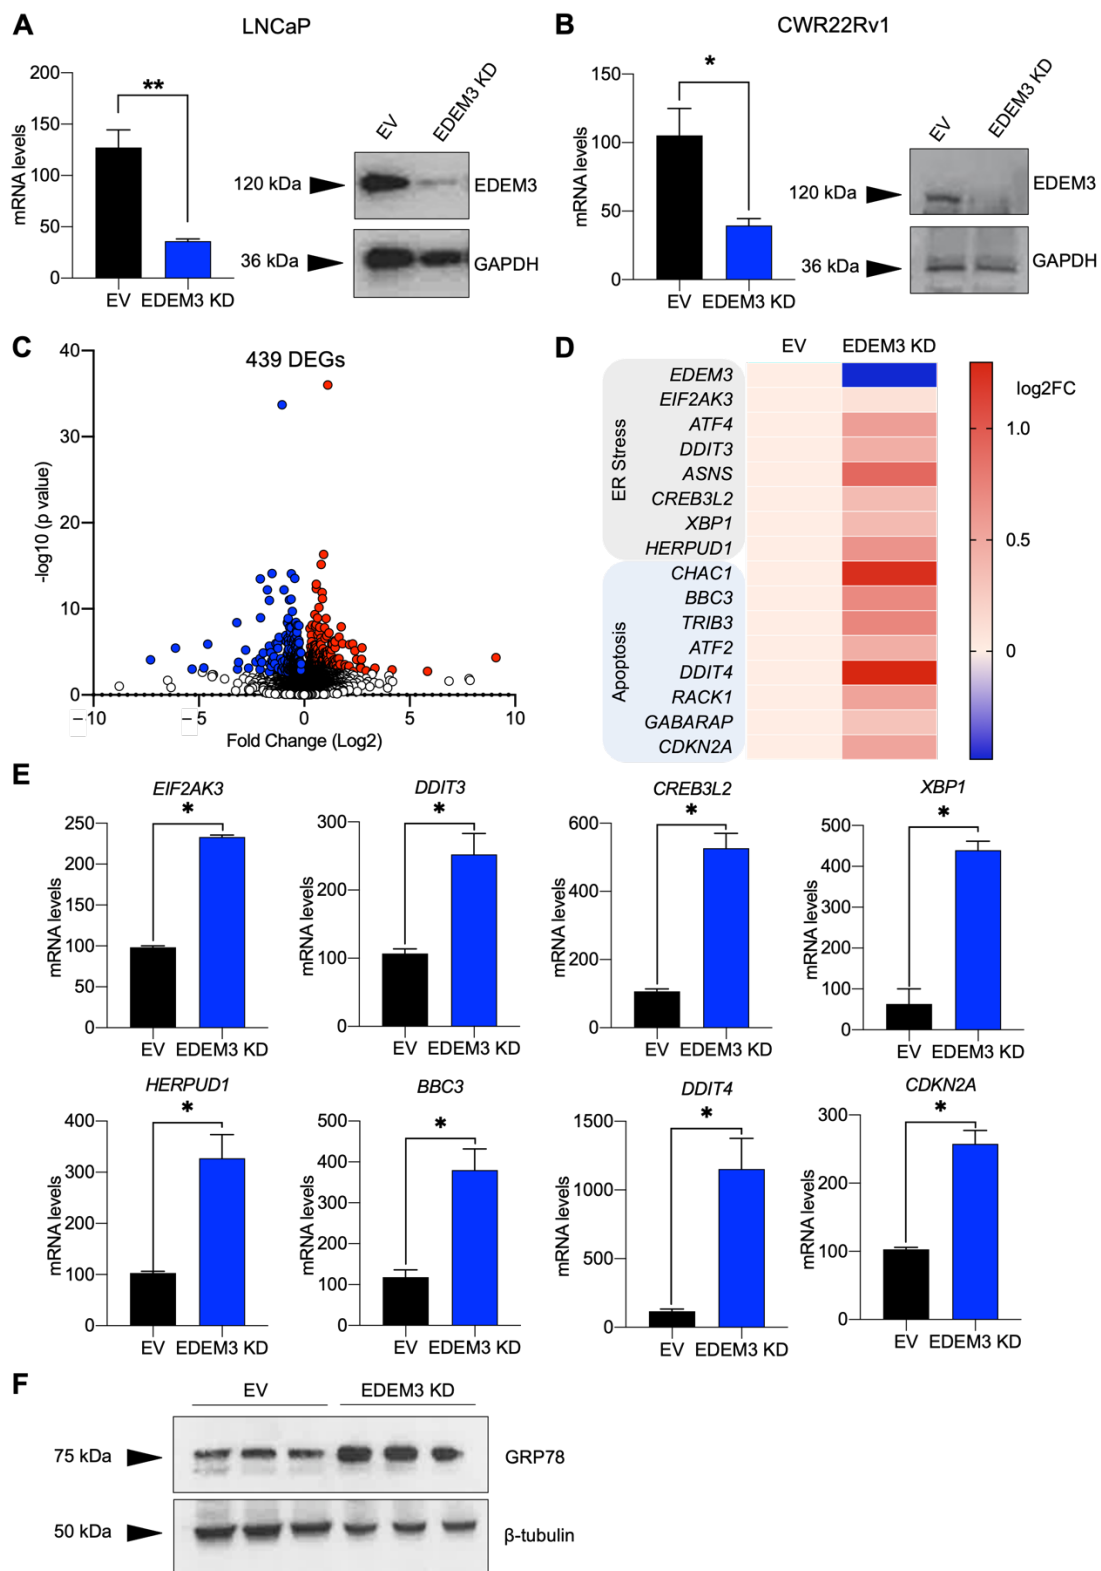 A
LNCaP
200
150
100
50
0
mRNA levels
**
EV
EDEM3 KD
EV
EDEM3 KD
120 kDa
EDEM3
36 kDa
GAPDH
B
CWR22Rv1
150
100
50
0
mRNA levels
*
EV
EDEM3 KD
EV
EDEM3 KD
120 kDa
EDEM3
36 kDa
GAPDH
C
439 DEGs
40
30
20
10
0
-log10 (p value)
−10
−5
0
5
10
Fold Change (Log2)
D
EV
EDEM3 KD
ER Stress
EDEM3
EIF2AK3
ATF4
DDIT3
ASNS
CREB3L2
XBP1
HERPUD1
Apoptosis
CHAC1
BBC3
TRIB3
ATF2
DDIT4
RACK1
GABARAP
CDKN2A
log2FC
1.0
0.5
0
E
EIF2AK3
*
250
200
150
100
50
0
mRNA levels
EV
EDEM3 KD
DDIT3
*
300
200
100
0
mRNA levels
EV
EDEM3 KD
CREB3L2
*
600
400
200
0
mRNA levels
EV
EDEM3 KD
XBP1
*
500
400
300
200
100
0
mRNA levels
EV
EDEM3 KD
HERPUD1
*
400
300
200
100
0
mRNA levels
EV
EDEM3 KD
BBC3
*
500
400
300
200
100
0
mRNA levels
EV
EDEM3 KD
DDIT4
*
1500
1000
500
0
mRNA levels
EV
EDEM3 KD
CDKN2A
*
300
200
100
0
mRNA levels
EV
EDEM3 KD
F
EV
EDEM3 KD
75 kDa
GRP78
50 kDa
β-tubulin